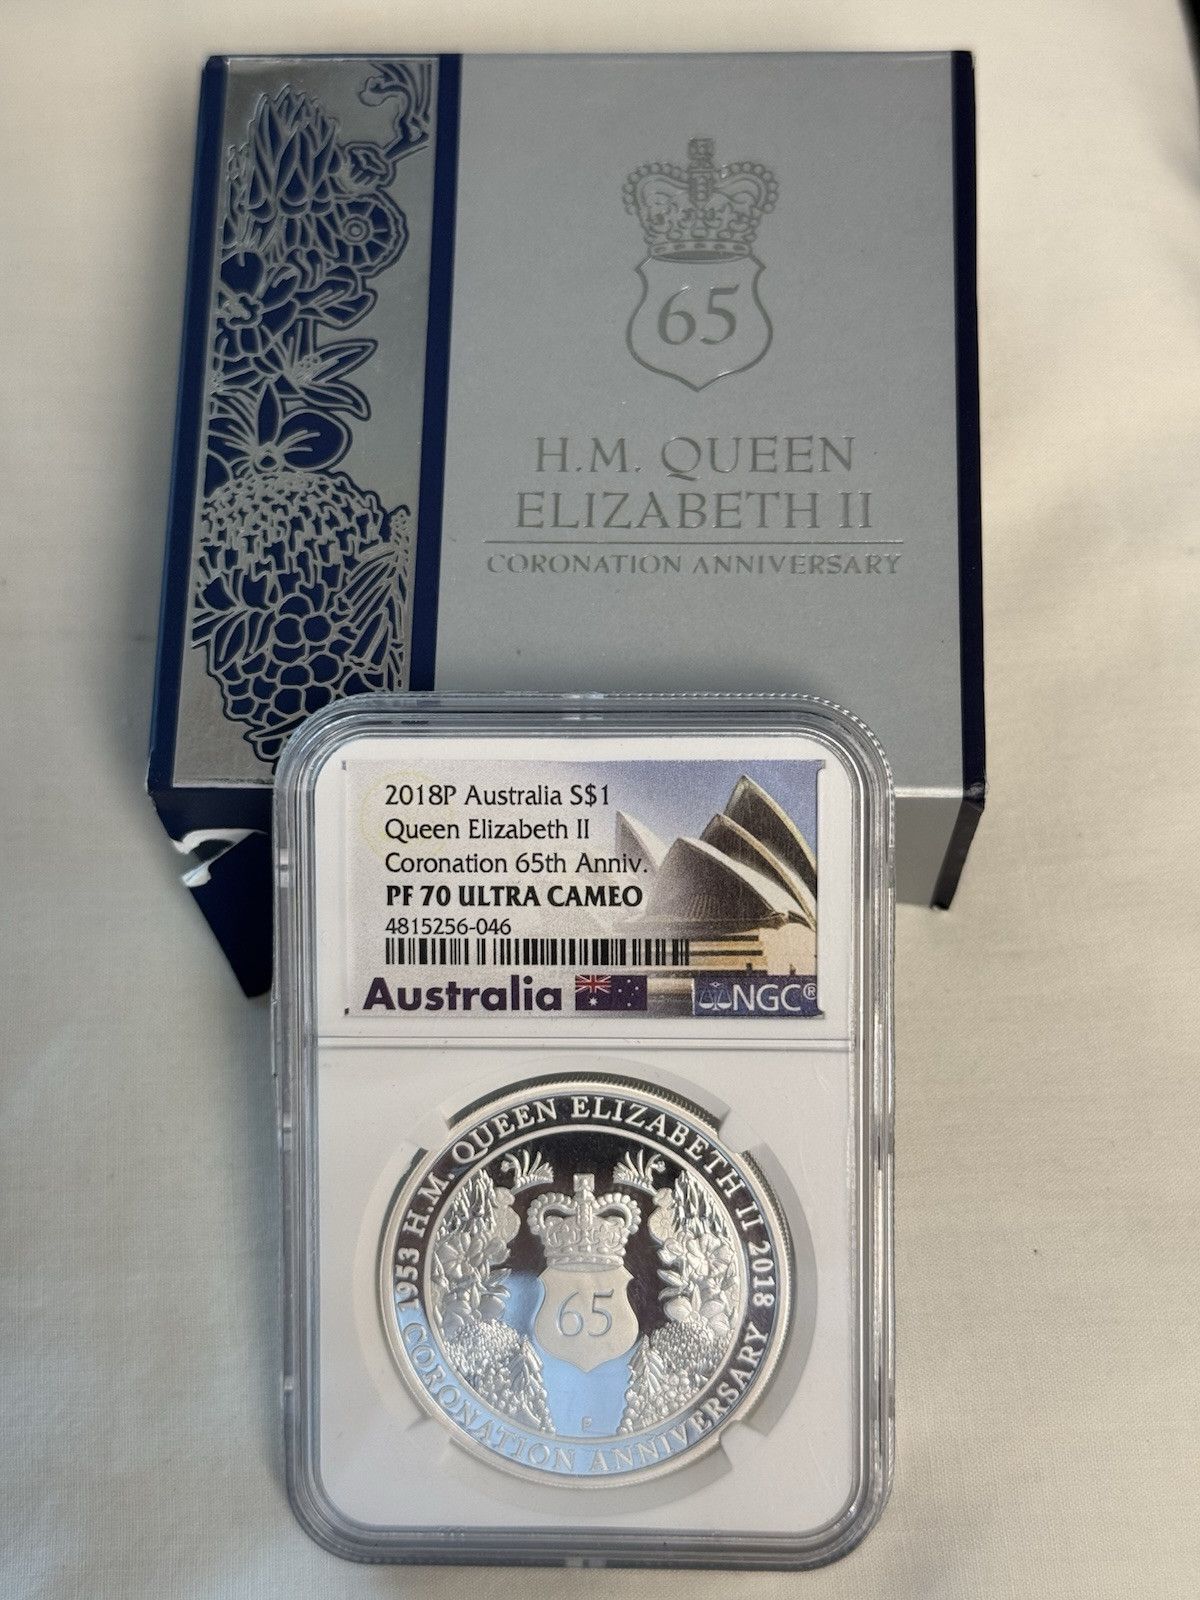 65
H.M. QUEEN
ELIZABETH II
CORONATION ANNIVERSARY
2018P Australia S$1
Queen Elizabeth II
Coronation 65th Anniv.
PF 70 ULTRA CAMEO
4815256-046
Australia NGC®
1953 H.M. QUEEN ELIZABETH II 2018
65
P
CORONATION ANNIVERSARY